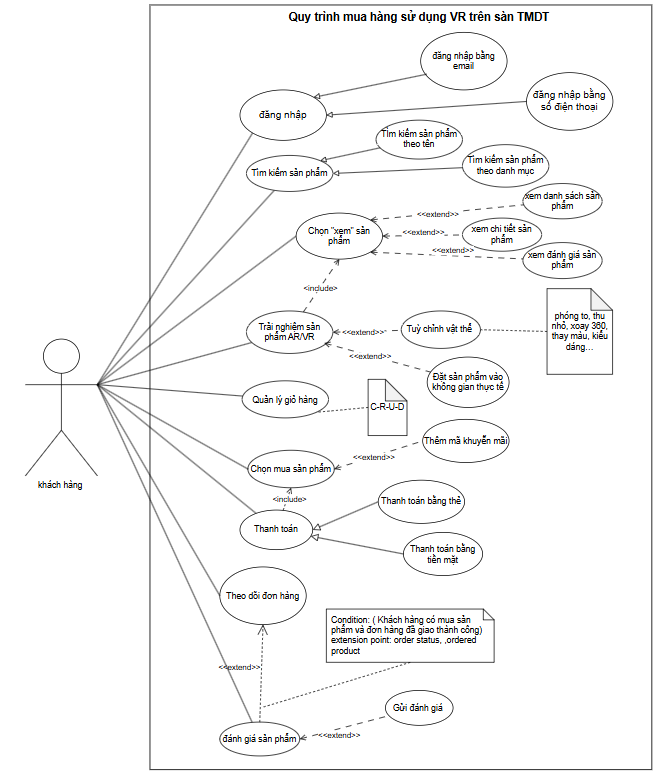 Quy trình mua hàng sử dụng VR trên sàn TMDT
đăng nhập bằng
email
đăng nhập bằng
số điện thoại
đăng nhập
Tìm kiếm sản phẩm
theo tên
Tìm kiếm sản phẩm
theo danh mục
Tìm kiếm sản phẩm
xem danh sách sản
phẩm
<<extend>>
Chọn "xem" sản
phẩm
<<extend>>
xem chi tiết sản
phẩm
<<extend>>
xem đánh giá sản
phẩm
<include>
Trải nghiệm sản
phẩm AR/VR
<<extend>>
Tuỳ chỉnh vật thể
phóng to, thu
nhỏ, xoay 360,
thay màu, kiểu
dáng...
<<extend>>
Đặt sản phẩm vào
không gian thực tế
Quản lý giỏ hàng
C-R-U-D
Thêm mã khuyến mãi
<<extend>>
Chọn mua sản phẩm
khách hàng
<include>
Thanh toán bằng thẻ
Thanh toán
Thanh toán bằng
tiền mặt
Theo dõi đơn hàng
Condition: ( Khách hàng có mua sản
phẩm và đơn hàng đã giao thành công)
extension point: order status, ,ordered
product
<<extend>>
Gửi đánh giá
<<extend>>
đánh giá sản phẩm